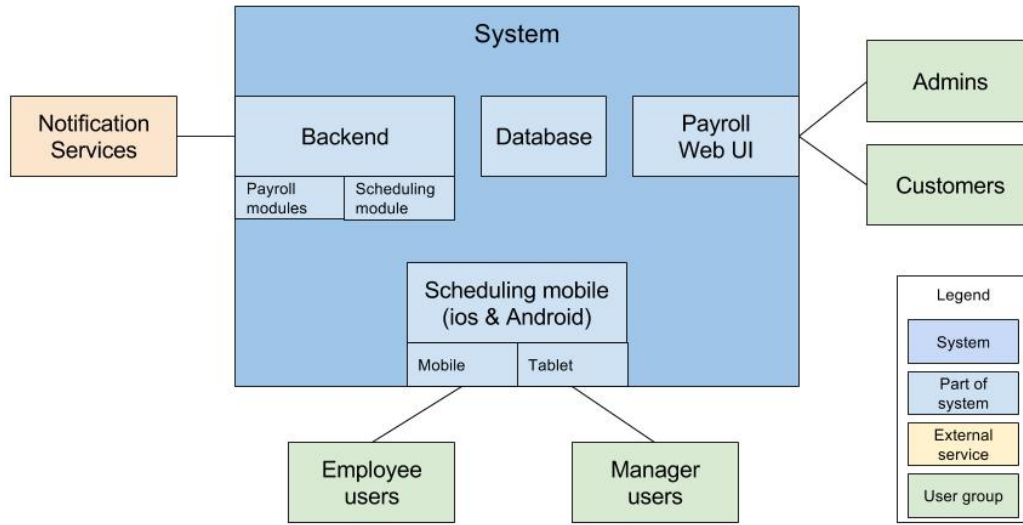 System
Notification
Services
Backend
Database
Payroll
Web UI
Admins
Customers
Payroll
modules
Scheduling
module
Scheduling mobile
(ios & Android)
Mobile
Tablet
Employee
users
Manager
users
Legend
System
Part of
system
External
service
User group